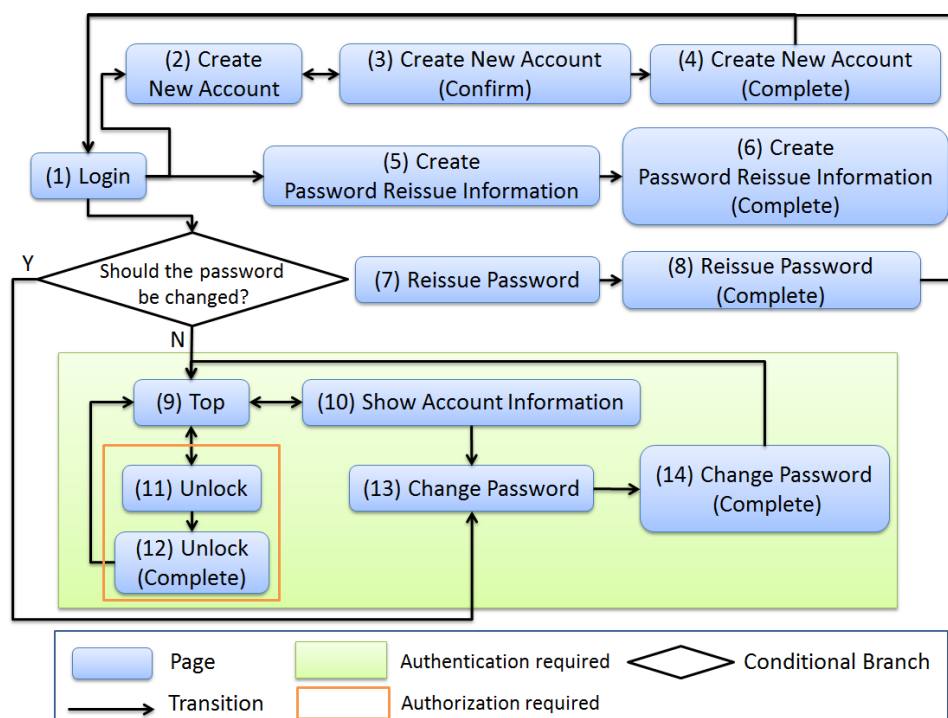 (2) Create
New Account
(3) Create New Account
(Confirm)
(4) Create New Account
(Complete)
(1) Login
(5) Create
Password Reissue Information
(6) Create
Password Reissue Information
(Complete)
Y
Should the password
be changed?
(7) Reissue Password
(8) Reissue Password
(Complete)
N
(9) Top
(10) Show Account Information
(11) Unlock
(13) Change Password
(14) Change Password
(Complete)
(12) Unlock
(Complete)
Page
Authentication required
Conditional Branch
Transition
Authorization required